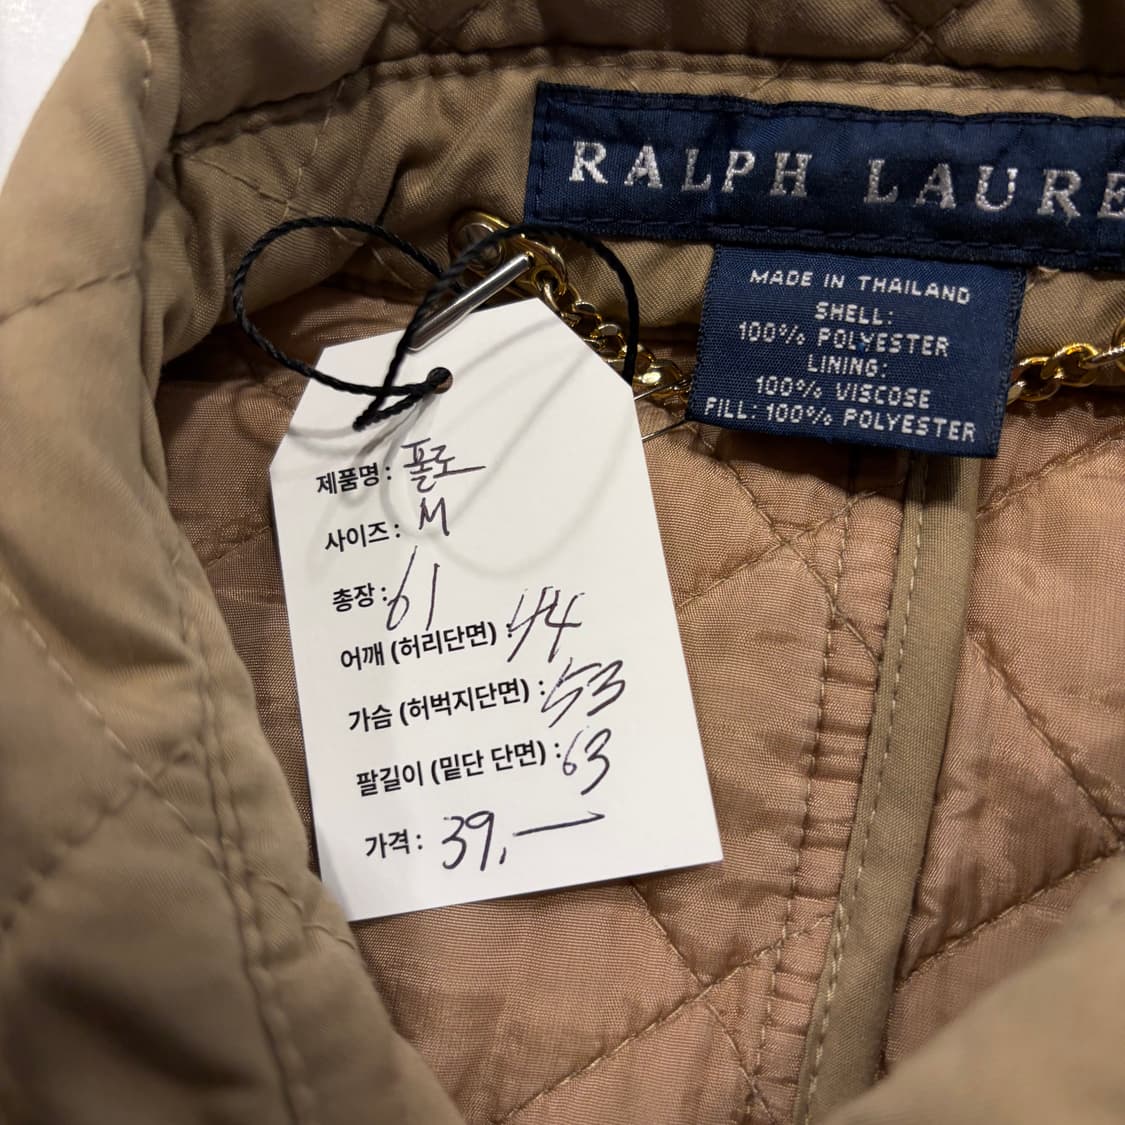 RALPH LAURE
MADE IN THAILAND
SHELL:
100% POLYESTER
LINING:
100% VISCOSE
FILL: 100% POLYESTER
제품명: 폴로
사이즈: M
총장: 61
어깨 (허리단면) : 44
가슴 (허벅지단면) : 53
팔길이 (밑단 단면) : 63
가격: 39,—